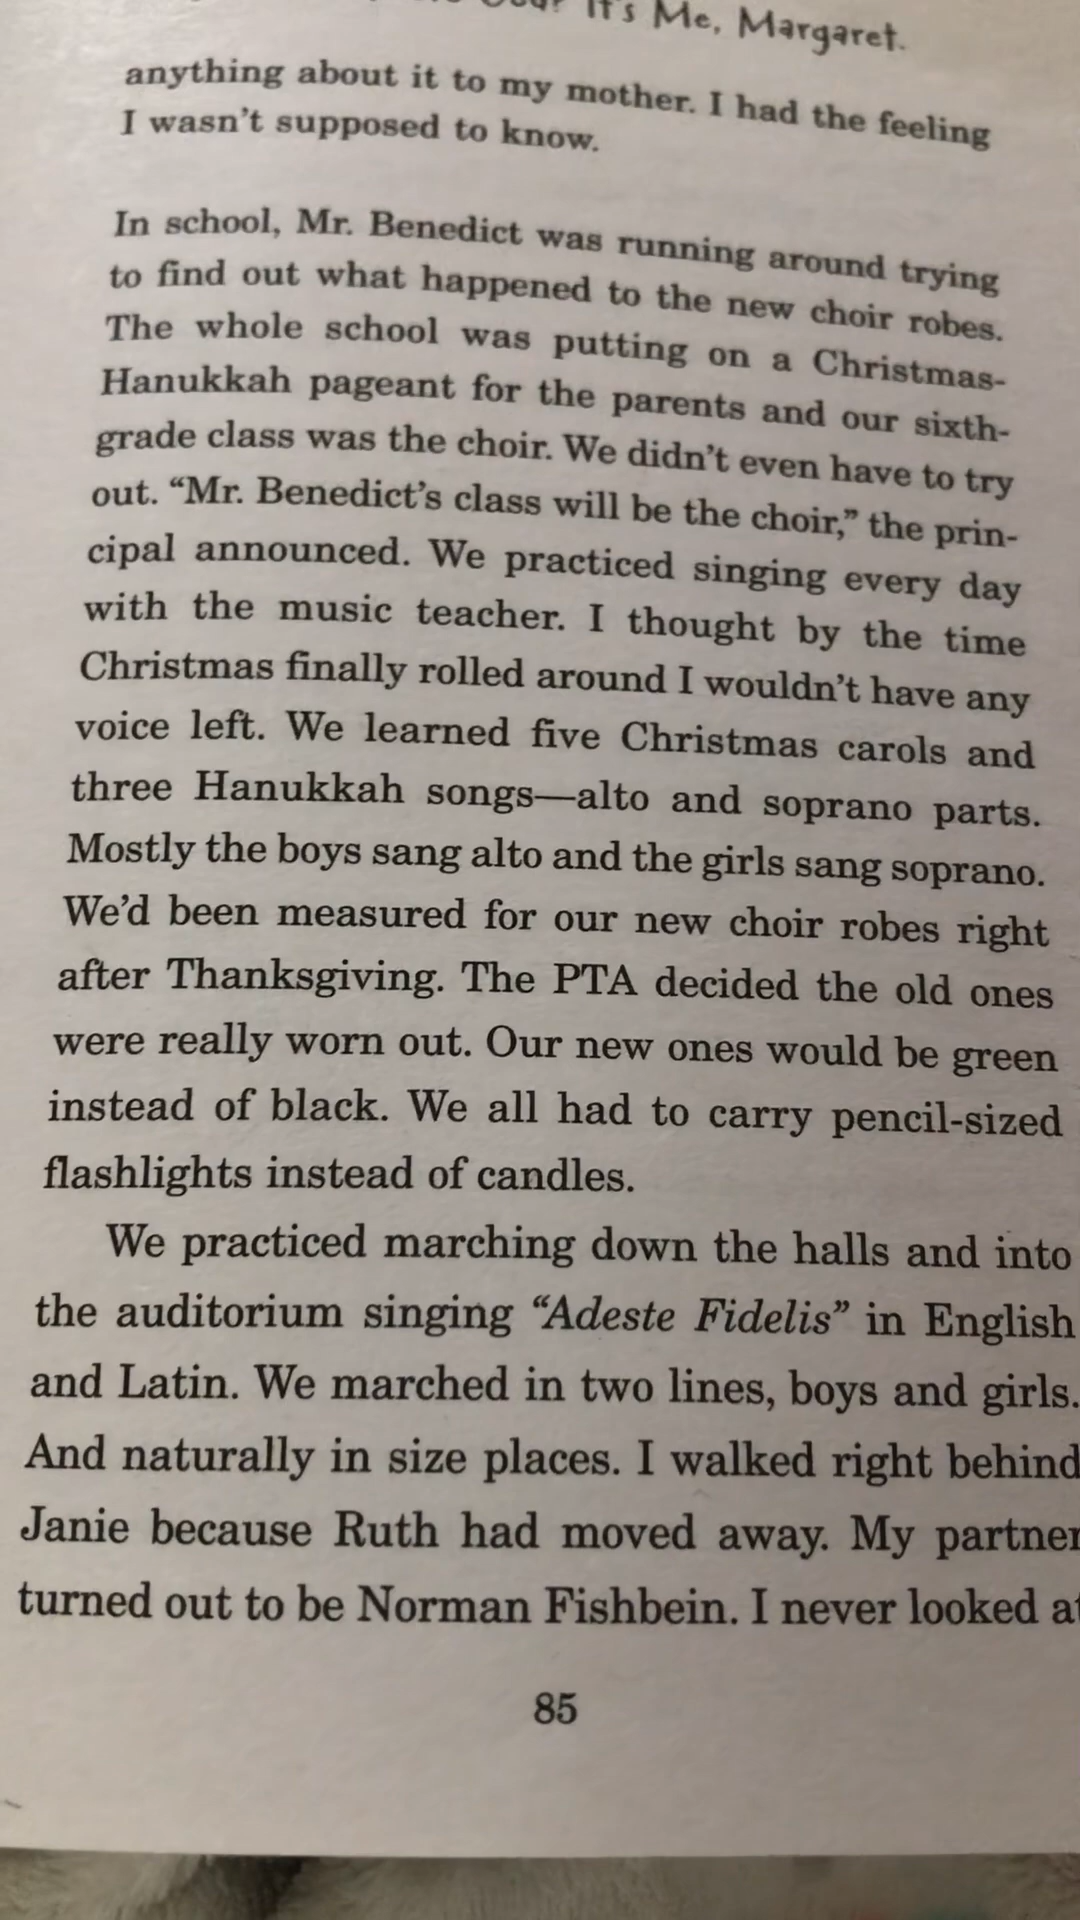 It's Me, Margaret.
anything about it to my mother. I had the feeling
I wasn't supposed to know.
In school, Mr. Benedict was running around trying
to find out what happened to the new choir robes.
The whole school was putting on a Christmas-
Hanukkah pageant for the parents and our sixth-
grade class was the choir. We didn't even have to try
out. “Mr. Benedict's class will be the choir,” the prin-
cipal announced. We practiced singing every day
with the music teacher. I thought by the time
Christmas finally rolled around I wouldn't have any
voice left. We learned five Christmas carols and
three Hanukkah songs—alto and soprano parts.
Mostly the boys sang alto and the girls sang soprano.
We'd been measured for our new choir robes right
after Thanksgiving. The PTA decided the old ones
were really worn out. Our new ones would be green
instead of black. We all had to carry pencil-sized
flashlights instead of candles.
We practiced marching down the halls and into
the auditorium singing “Adeste Fidelis” in English
and Latin. We marched in two lines, boys and girls.
And naturally in size places. I walked right behind
Janie because Ruth had moved away. My partner
turned out to be Norman Fishbein. I never looked at
85